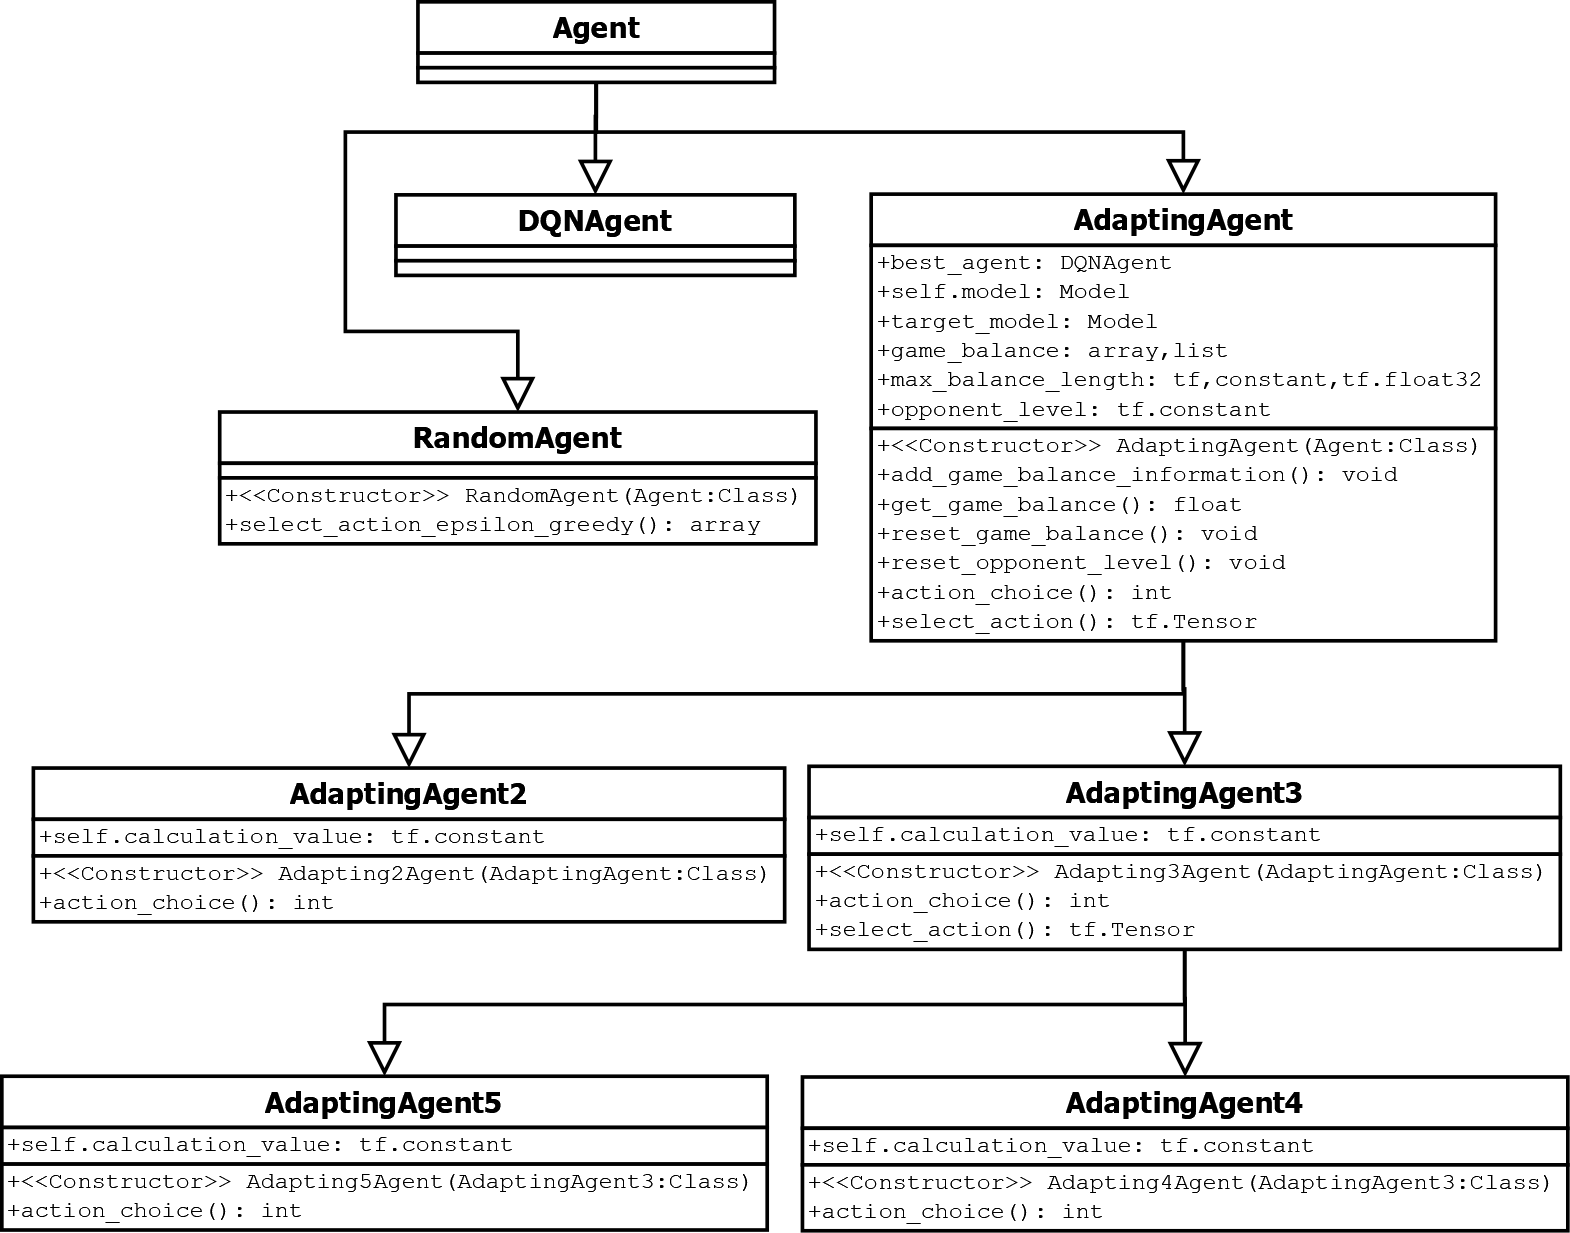 Agent
DQNAgent
AdaptingAgent
+best_agent: DQNAgent
+self.model: Model
+target_model: Model
+game_balance: array,list
+max_balance_length: tf,constant,tf.float32
+opponent_level: tf.constant
+<<Constructor>> AdaptingAgent(Agent:Class)
+add_game_balance_information(): void
+get_game_balance(): float
+reset_game_balance(): void
+reset_opponent_level(): void
+action_choice(): int
+select_action(): tf.Tensor
RandomAgent
+<<Constructor>> RandomAgent(Agent:Class)
+select_action_epsilon_greedy(): array
AdaptingAgent2
+self.calculation_value: tf.constant
+<<Constructor>> Adapting2Agent(AdaptingAgent:Class)
+action_choice(): int
AdaptingAgent3
+self.calculation_value: tf.constant
+<<Constructor>> Adapting3Agent(AdaptingAgent:Class)
+action_choice(): int
+select_action(): tf.Tensor
AdaptingAgent5
+self.calculation_value: tf.constant
+<<Constructor>> Adapting5Agent(AdaptingAgent3:Class)
+action_choice(): int
AdaptingAgent4
+self.calculation_value: tf.constant
+<<Constructor>> Adapting4Agent(AdaptingAgent3:Class)
+action_choice(): int